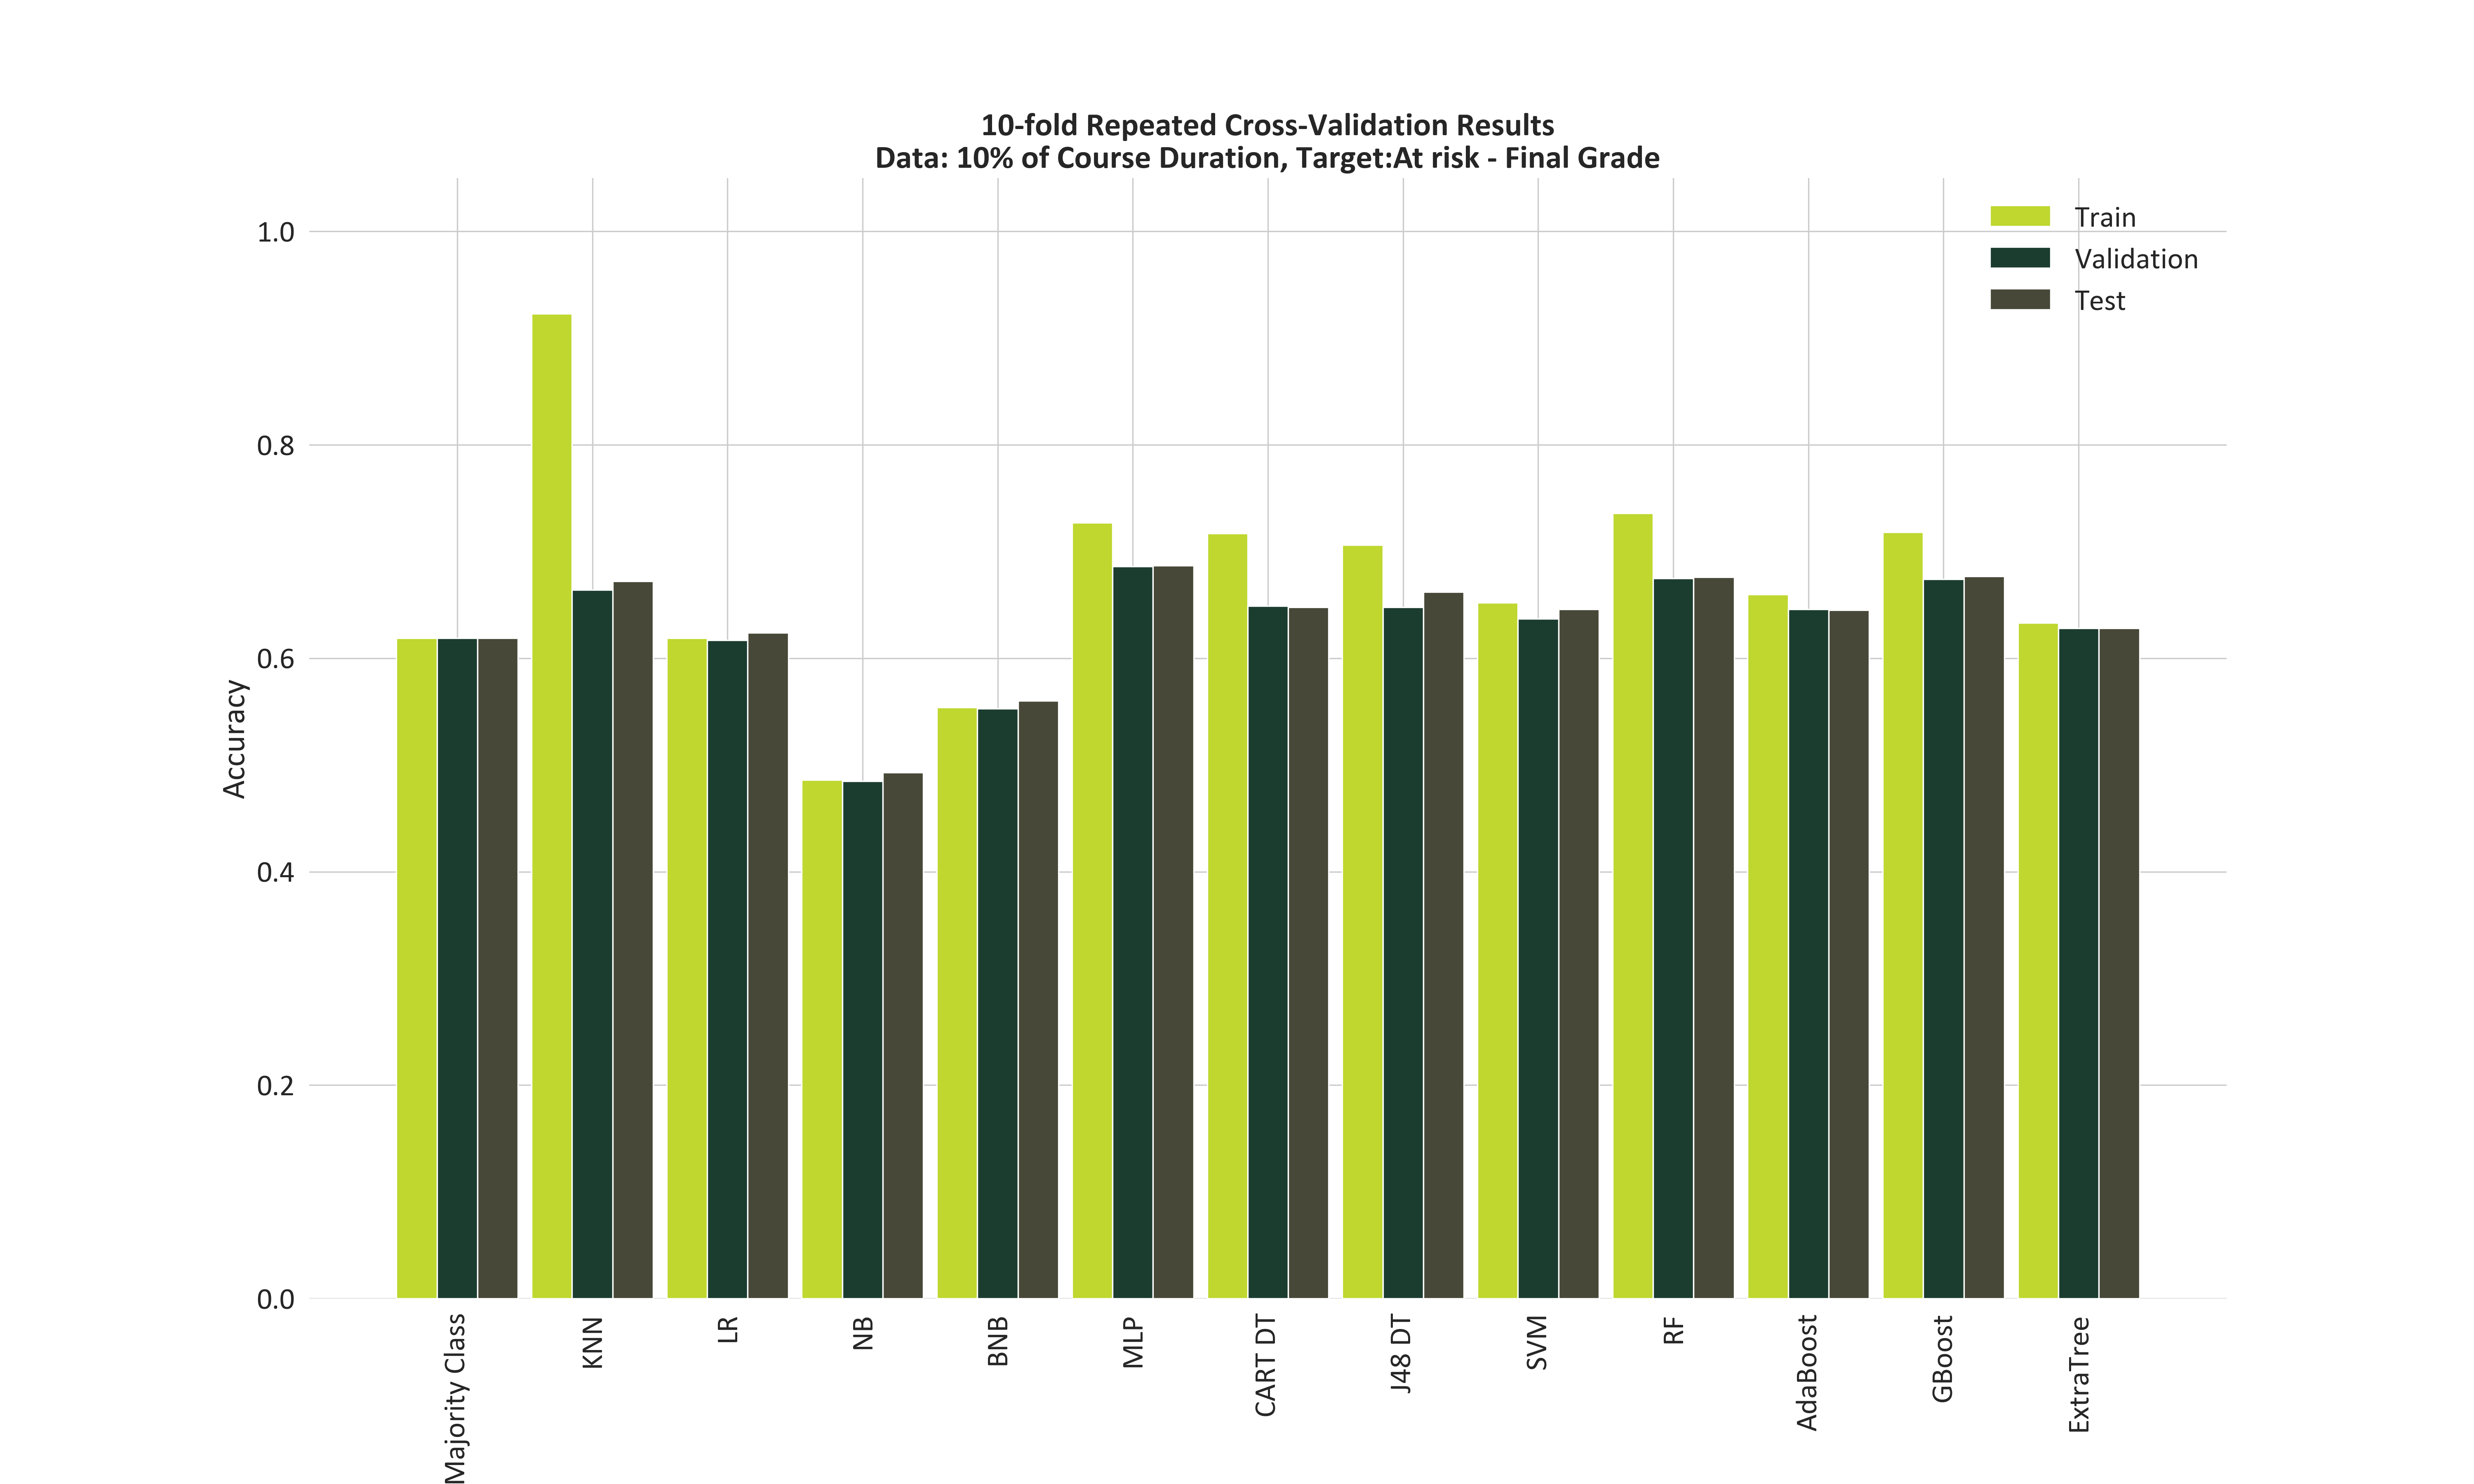 10-fold Repeated Cross-Validation Results
Data: 10% of Course Duration, Target:At risk - Final Grade
Train
Validation
Test
1.0
0.8
0.6
0.4
0.2
0.0
Accuracy
Majority Class
KNN
LR
NB
BNB
MLP
CART DT
J48 DT
SVM
RF
AdaBoost
GBoost
ExtraTree